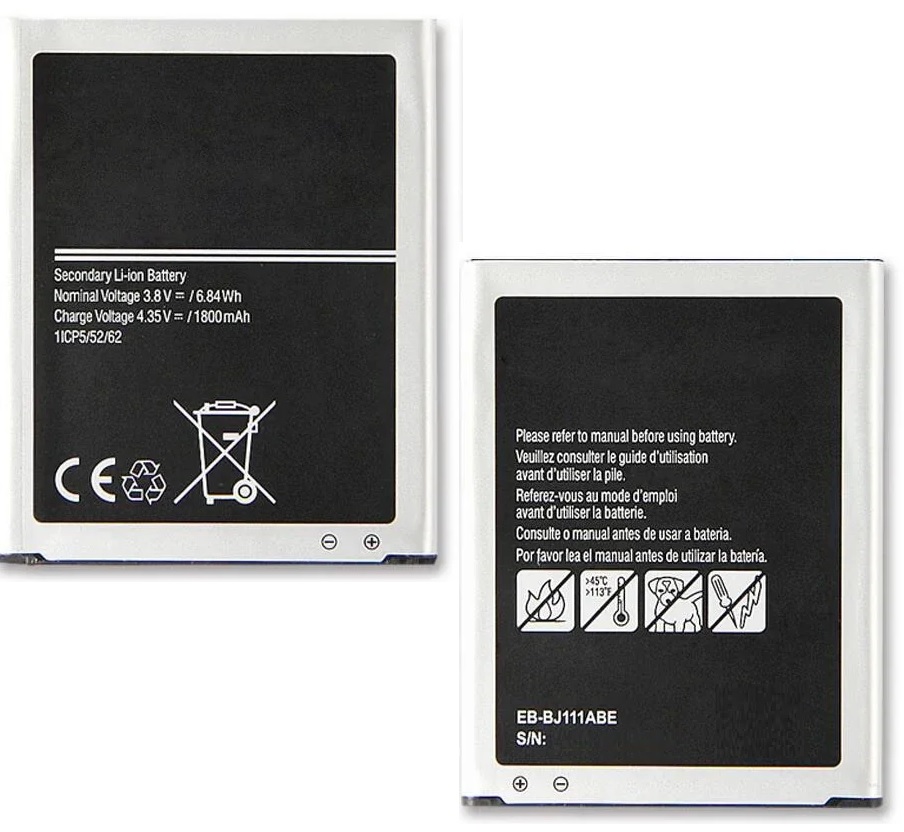 Secondary Li-ion Battery
Nominal Voltage 3.8 V ⎓ / 6.84 Wh
Charge Voltage 4.35 V ⎓ / 1800 mAh
1ICP5/52/62
CE
⊖ ⊕
Please refer to manual before using battery.
Veuillez consulter le guide d'utilisation
avant d'utiliser la pile.
Referez-vous au mode d'emploi
avant d'utiliser la batterie.
Consulte o manual antes de usar a bateria.
Por favor lea el manual antes de utilizar la batería.
>45°C
>113°F
EB-BJ111ABE
S/N:
⊕ ⊖